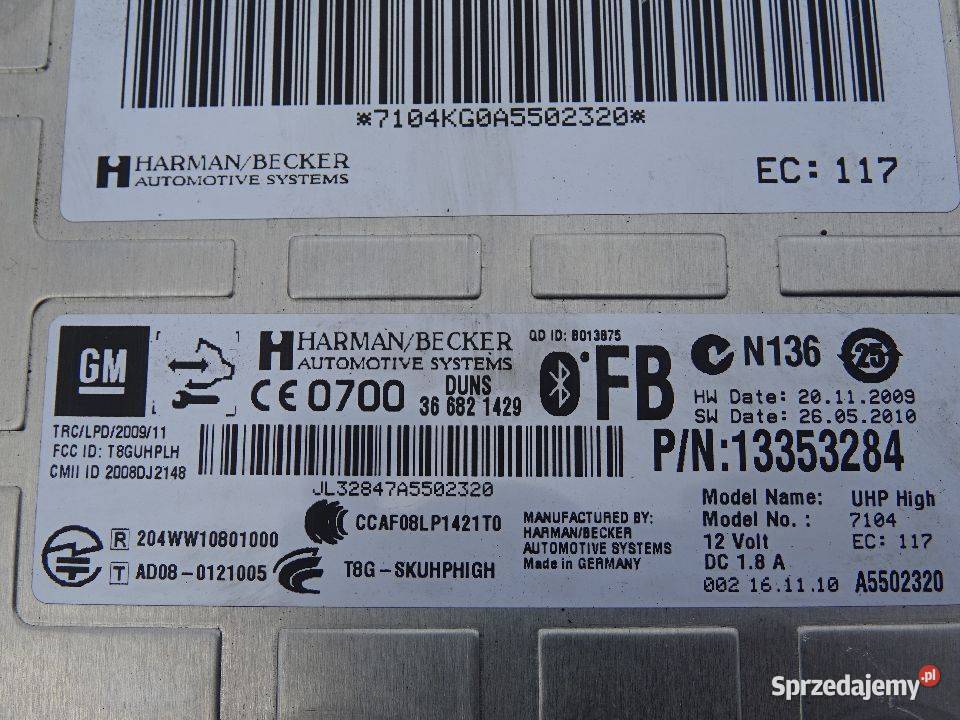 *7104KG0A5502320*
HARMAN/BECKER
AUTOMOTIVE SYSTEMS
EC: 117
GM
HARMAN/BECKER
AUTOMOTIVE SYSTEMS
CE 0700
DUNS
36 682 1429
QD ID: B013875
FB
N136
25
HW Date: 20.11.2009
SW Date: 26.05.2010
TRC/LPD/2009/11
FCC ID: T8GUHPLH
CMII ID 2008DJ2148
P/N:13353284
JL32847A5502320
R 204WW10801000
T AD08-0121005
CCAF08LP1421T0
T8G-SKUHPHIGH
MANUFACTURED BY:
HARMAN/BECKER
AUTOMOTIVE SYSTEMS
Made in GERMANY
Model Name: UHP High
Model No.: 7104
12 Volt EC: 117
DC 1.8 A
002 16.11.10 A5502320
Sprzedajemy.pl